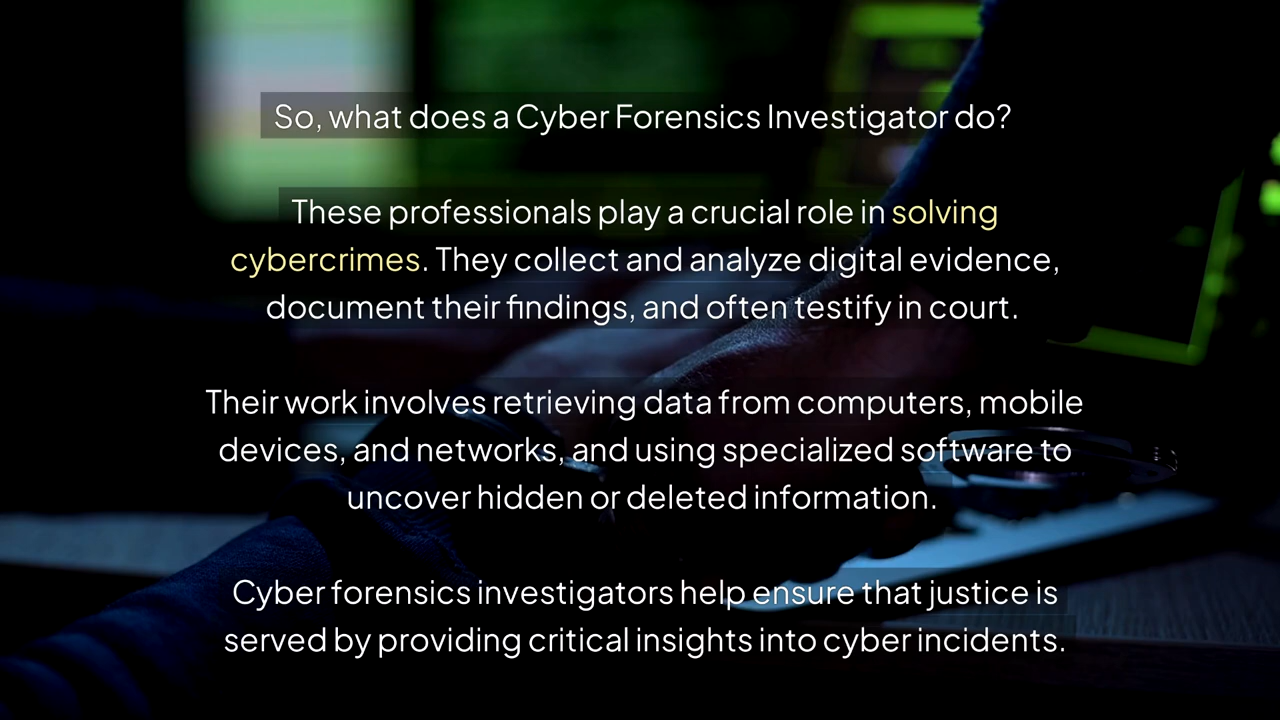 So, what does a Cyber Forensics Investigator do?
These professionals play a crucial role in solving
cybercrimes. They collect and analyze digital evidence,
document their findings, and often testify in court.
Their work involves retrieving data from computers, mobile
devices, and networks, and using specialized software to
uncover hidden or deleted information.
Cyber forensics investigators help ensure that justice is
served by providing critical insights into cyber incidents.